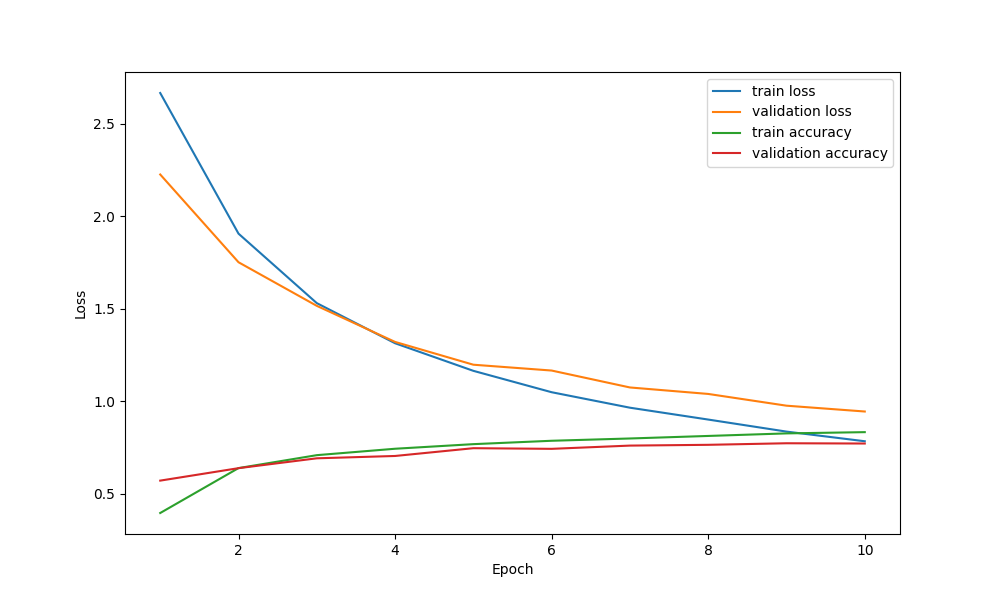 train loss
validation loss
train accuracy
validation accuracy
2.5
2.0
1.5
1.0
0.5
Loss
2 4 6 8 10
Epoch